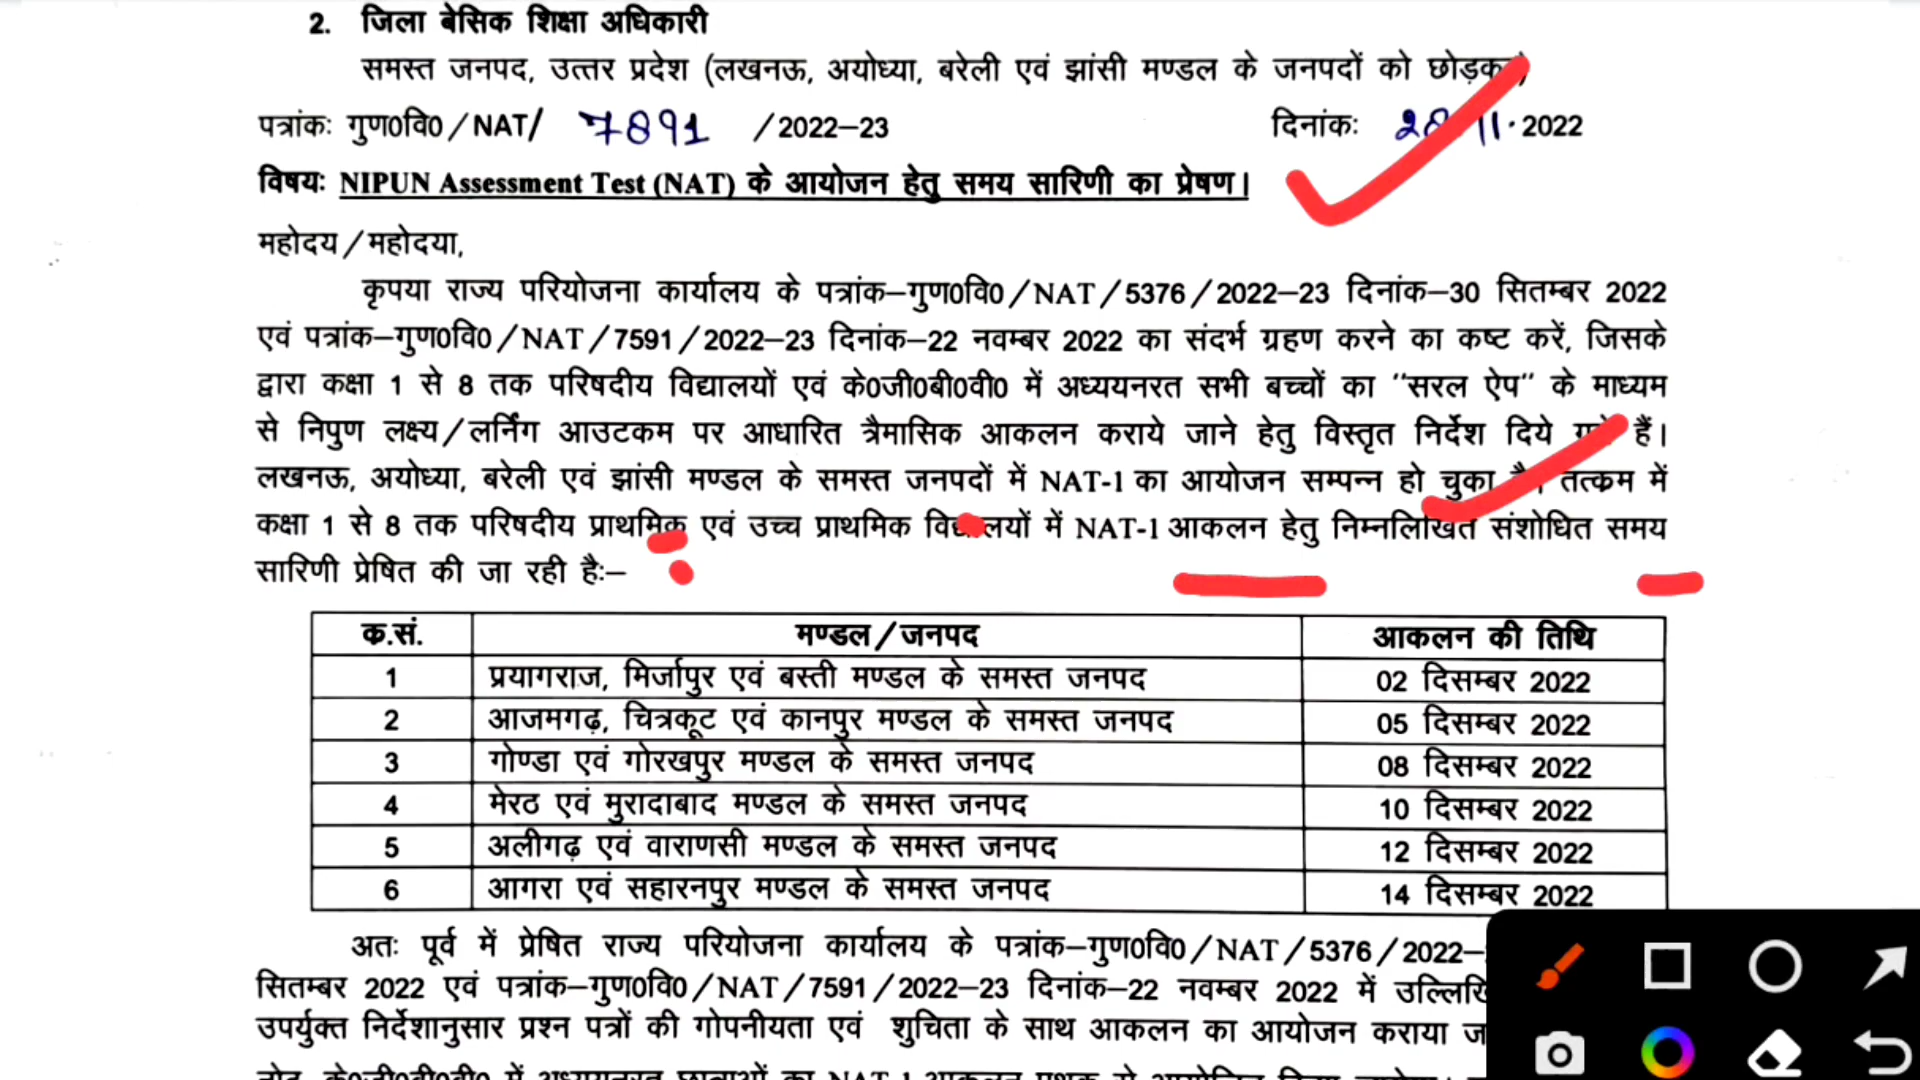 2. जिला बेसिक शिक्षा अधिकारी
समस्त जनपद, उत्तर प्रदेश (लखनऊ, अयोध्या, बरेली एवं झांसी मण्डल के जनपदों को
पत्रांकः गुण0वि0/NAT/ 7891 /2022–23 दिनांकः 28.11.2022
विषयः NIPUN Assessment Test (NAT) के आयोजन हेतु समय सारिणी का प्रेषण।
महोदय/महोदया,
कृपया राज्य परियोजना कार्यालय के पत्रांक–गुण0वि0/NAT/5376/2022–23 दिनांक–30 सितम्बर 2022
एवं पत्रांक–गुण0वि0/NAT/7591/2022–23 दिनांक–22 नवम्बर 2022 का संदर्भ ग्रहण करने का कष्ट करें, जिसके
द्वारा कक्षा 1 से 8 तक परिषदीय विद्यालयों एवं के0जी0बी0वी0 में अध्ययनरत सभी बच्चों का "सरल ऐप" के माध्यम
से निपुण लक्ष्य/लर्निंग आउटकम पर आधारित त्रैमासिक आकलन कराये जाने हेतु विस्तृत निर्देश दिये हैं।
लखनऊ, अयोध्या, बरेली एवं झांसी मण्डल के समस्त जनपदों में NAT-1 का आयोजन सम्पन्न हो चुका तत्क्रम में
कक्षा 1 से 8 तक परिषदीय प्राथमिक एवं उच्च प्राथमिक विद्यालयों में NAT-1 आकलन हेतु निम्नलिखित संशोधित समय
सारिणी प्रेषित की जा रही हैः–
क.सं. मण्डल/जनपद आकलन की तिथि
1 प्रयागराज, मिर्जापुर एवं बस्ती मण्डल के समस्त जनपद 02 दिसम्बर 2022
2 आजमगढ़, चित्रकूट एवं कानपुर मण्डल के समस्त जनपद 05 दिसम्बर 2022
3 गोण्डा एवं गोरखपुर मण्डल के समस्त जनपद 08 दिसम्बर 2022
4 मेरठ एवं मुरादाबाद मण्डल के समस्त जनपद 10 दिसम्बर 2022
5 अलीगढ़ एवं वाराणसी मण्डल के समस्त जनपद 12 दिसम्बर 2022
6 आगरा एवं सहारनपुर मण्डल के समस्त जनपद 14 दिसम्बर 2022
अतः पूर्व में प्रेषित राज्य परियोजना कार्यालय के पत्रांक–गुण0वि0/NAT/5376/2022–
सितम्बर 2022 एवं पत्रांक–गुण0वि0/NAT/7591/2022–23 दिनांक–22 नवम्बर 2022 में
उपर्युक्त निर्देशानुसार प्रश्न पत्रों की गोपनीयता एवं शुचिता के साथ आकलन का आयोजन कराया